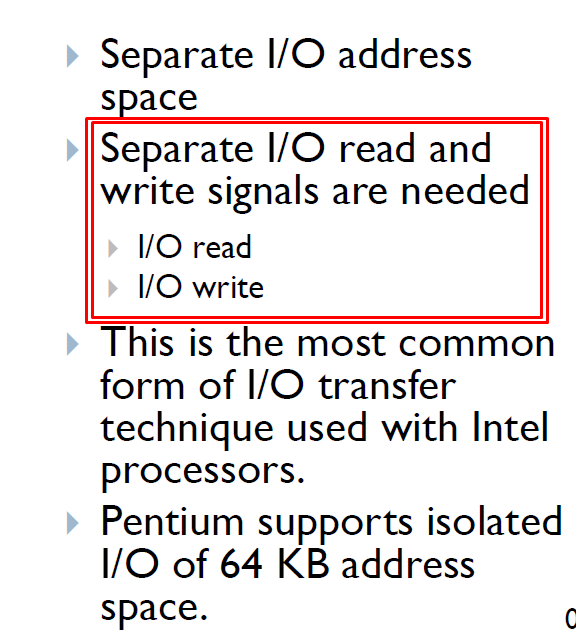 Separate I/O address
space
Separate I/O read and
write signals are needed
I/O read
I/O write
This is the most common
form of I/O transfer
technique used with Intel
processors.
Pentium supports isolated
I/O of 64 KB address
space.